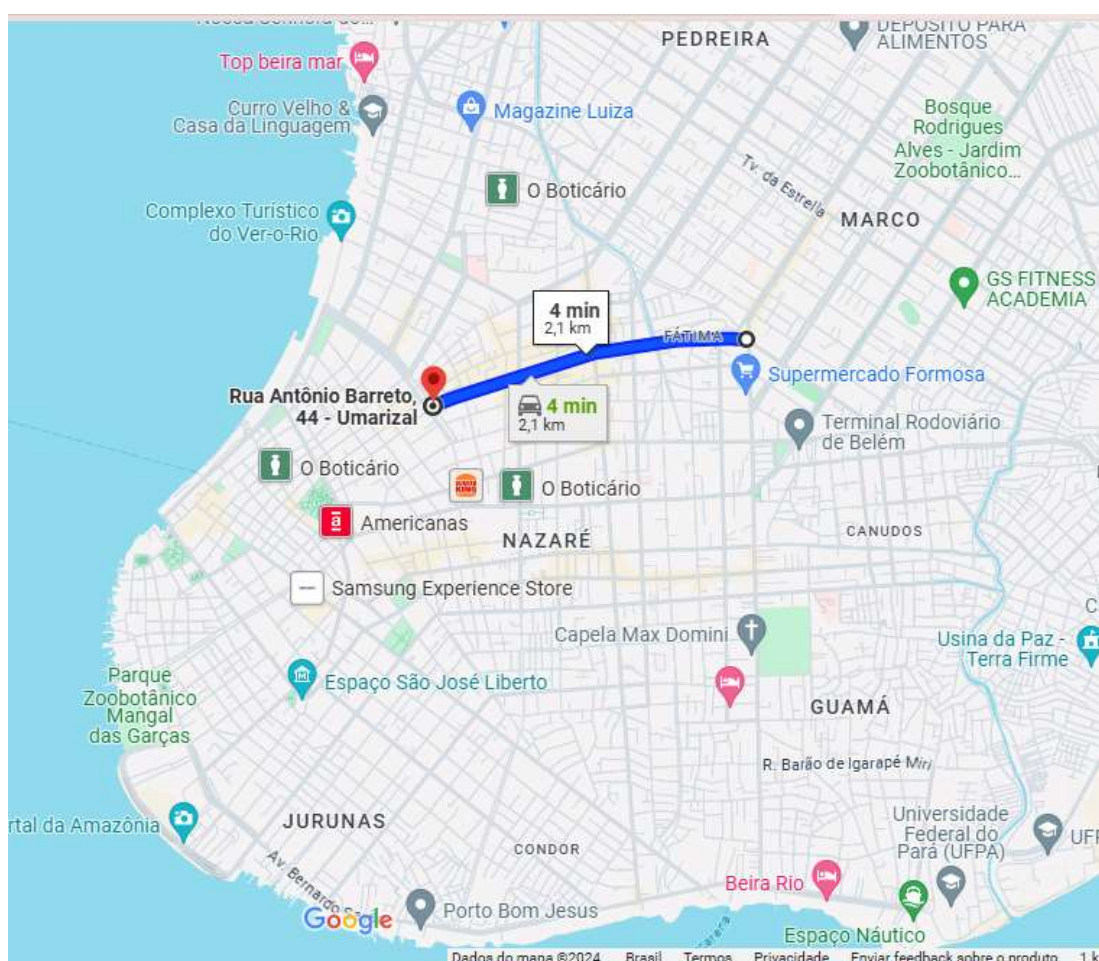 PEDREIRA
DEPÓSITO PARA
ALIMENTOS
Top beira mar
Curro Velho &
Casa da Linguagem
Magazine Luiza
Bosque
Rodrigues
Alves - Jardim
Zoobotânico...
O Boticário
Tv. da Estrella
Complexo Turístico
do Ver-o-Rio
MARCO
GS FITNESS
ACADEMIA
4 min
2,1 km
FÁTIMA
Supermercado Formosa
Rua Antônio Barreto,
44 - Umarizal
4 min
2,1 km
Terminal Rodoviário
de Belém
O Boticário
BURGER
KING
O Boticário
a
Americanas
NAZARÉ
CANUDOS
Samsung Experience Store
Capela Max Domini
Usina da Paz -
Terra Firme
Parque
Zoobotânico
Mangal
das Garças
M
Espaço São José Liberto
GUAMÁ
R. Barão de Igarapé Miri
rtal da Amazônia
JURUNAS
CONDOR
Universidade
Federal do
Pará (UFPA)
UFP
Av. Bernardo
Beira Rio
Google
Porto Bom Jesus
Espaço Náutico
Dados do mapa ©2024 Brasil Termos Privacidade Enviar feedback sobre o produto 1 k